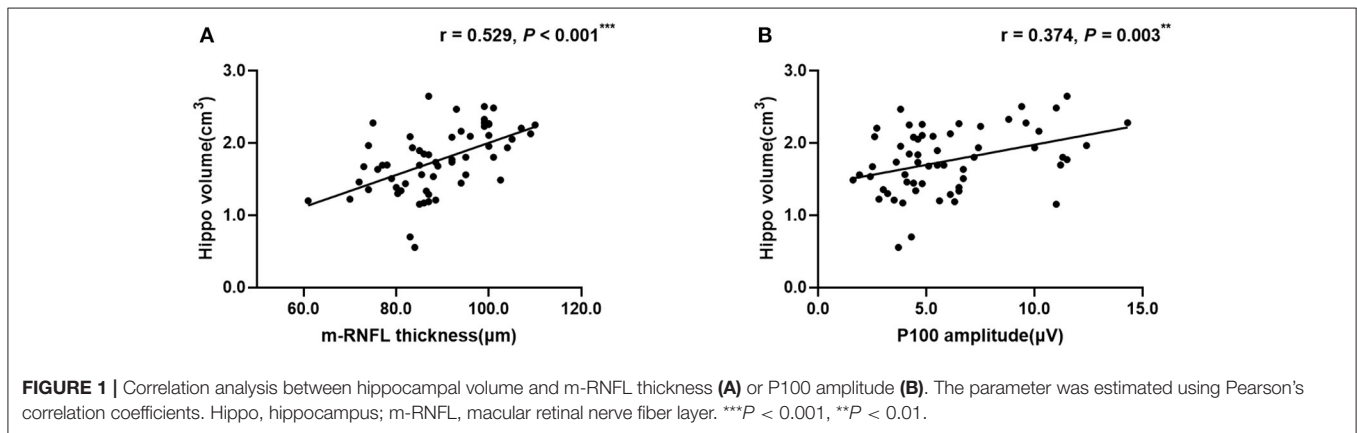 A
r = 0.529, P < 0.001***
Hippo volume(cm³)
3.0
2.0
1.0
0.0
60.0 80.0 100.0 120.0
m-RNFL thickness(µm)
B
r = 0.374, P = 0.003**
Hippo volume(cm³)
3.0
2.0
1.0
0.0
0.0 5.0 10.0 15.0
P100 amplitude(µV)
FIGURE 1 | Correlation analysis between hippocampal volume and m-RNFL thickness (A) or P100 amplitude (B). The parameter was estimated using Pearson's
correlation coefficients. Hippo, hippocampus; m-RNFL, macular retinal nerve fiber layer. ***P < 0.001, **P < 0.01.